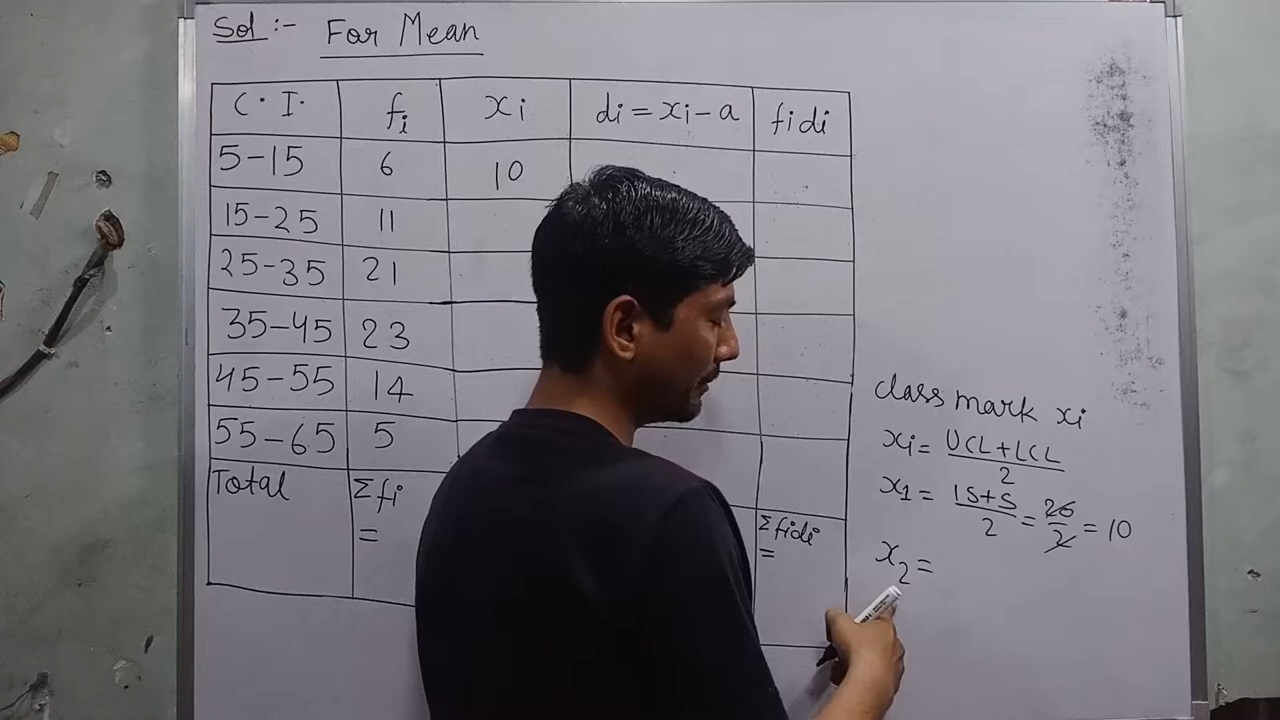 Sol :- For Mean
C. I. fi xi di = xi - a fidi
5-15 6 10
15-25 11
25-35 21
35-45 23
45-55 14
55-65 5
Total Σfi = Σfidi =
class mark xi
xi = UCL+LCL/2
x1 = 15+5/2 = 20/2 = 10
x2 =